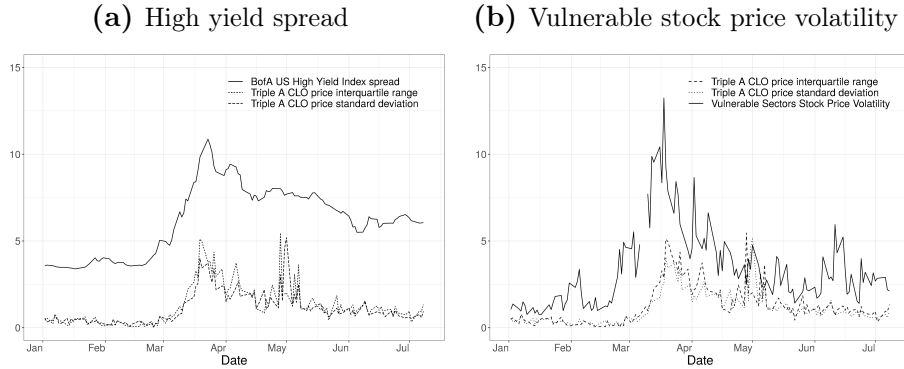 (a) High yield spread
15
10
5
0
BofA US High Yield Index spread
Triple A CLO price interquartile range
Triple A CLO price standard deviation
Jan Feb Mar Apr May Jun Jul
Date
(b) Vulnerable stock price volatility
15
10
5
0
Triple A CLO price interquartile range
Triple A CLO price standard deviation
Vulnerable Sectors Stock Price Volatility
Jan Feb Mar Apr May Jun Jul
Date